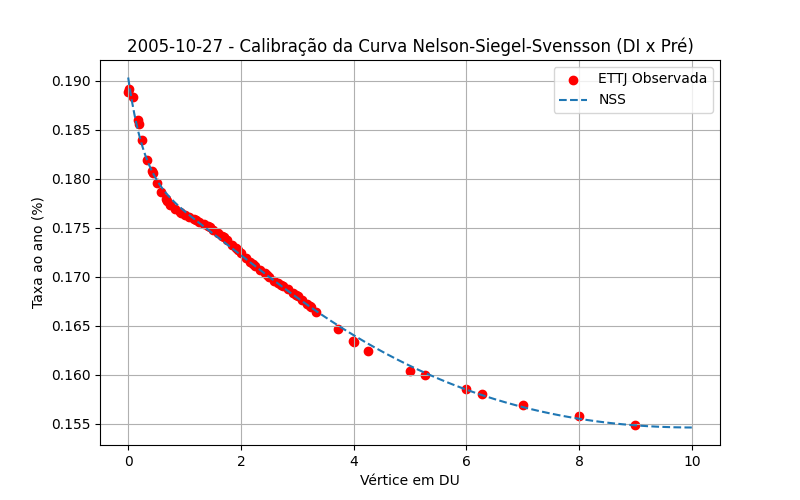 2005-10-27 - Calibração da Curva Nelson-Siegel-Svensson (DI x Pré)
ETTJ Observada
NSS
Taxa ao ano (%)
0.190
0.185
0.180
0.175
0.170
0.165
0.160
0.155
0 2 4 6 8 10
Vértice em DU